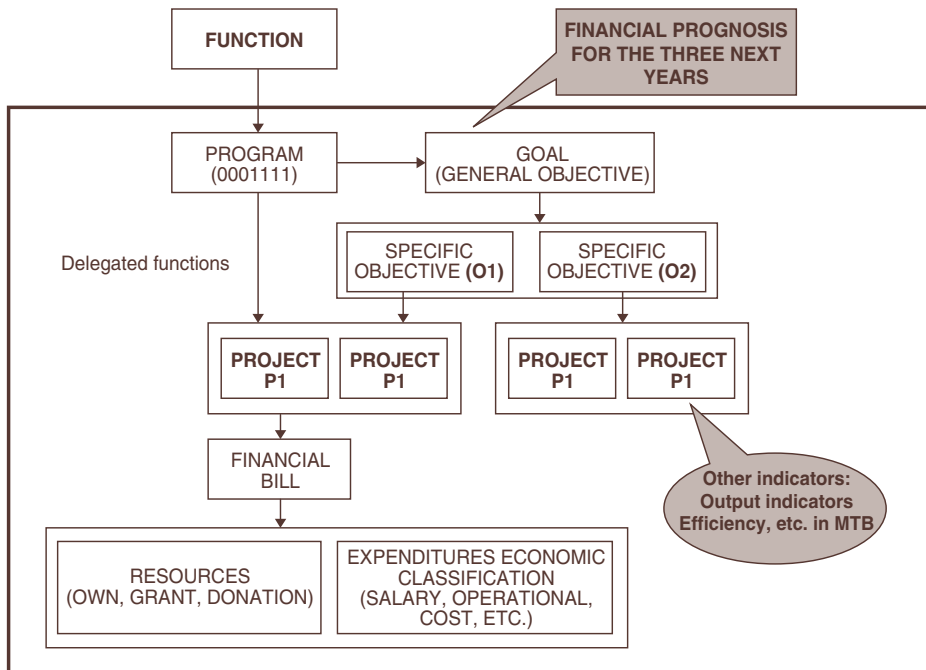 FUNCTION
FINANCIAL PROGNOSIS
FOR THE THREE NEXT
YEARS
PROGRAM
(0001111)
GOAL
(GENERAL OBJECTIVE)
Delegated functions
SPECIFIC
OBJECTIVE (O1)
SPECIFIC
OBJECTIVE (O2)
PROJECT
P1
PROJECT
P1
PROJECT
P1
PROJECT
P1
FINANCIAL
BILL
Other indicators:
Output indicators
Efficiency, etc. in MTB
RESOURCES
(OWN, GRANT, DONATION)
EXPENDITURES ECONOMIC
CLASSIFICATION
(SALARY, OPERATIONAL,
COST, ETC.)